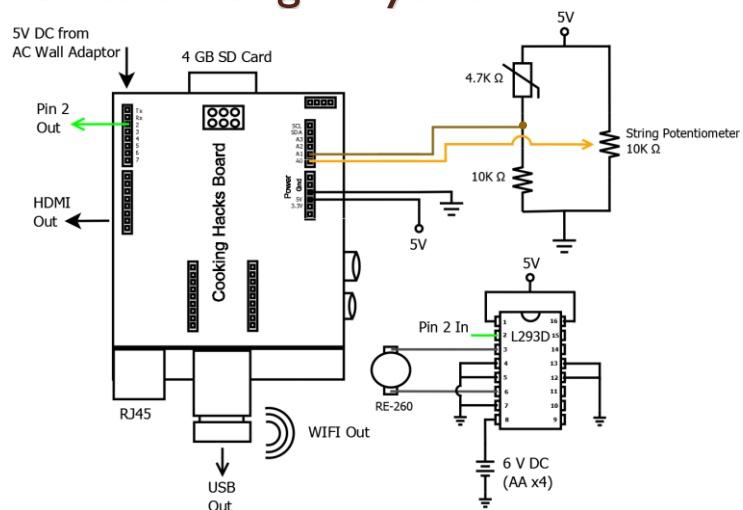 5V DC from
AC Wall Adaptor
4 GB SD Card
5V
4.7K Ω
Pin 2
Out
Tx
Rx
2
3
4
5
6
7
SCL
SDA
A3
A2
A1
A0
String Potentiometer
10K Ω
10K Ω
HDMI
Out
Power
Gnd
5V
3.3V
Cooking Hacks Board
5V
5V
Pin 2 In
L293D
1
2
3
4
5
6
7
8
16
15
14
13
12
11
10
9
RE-260
RJ45
WIFI Out
6 V DC
(AA x4)
USB
Out